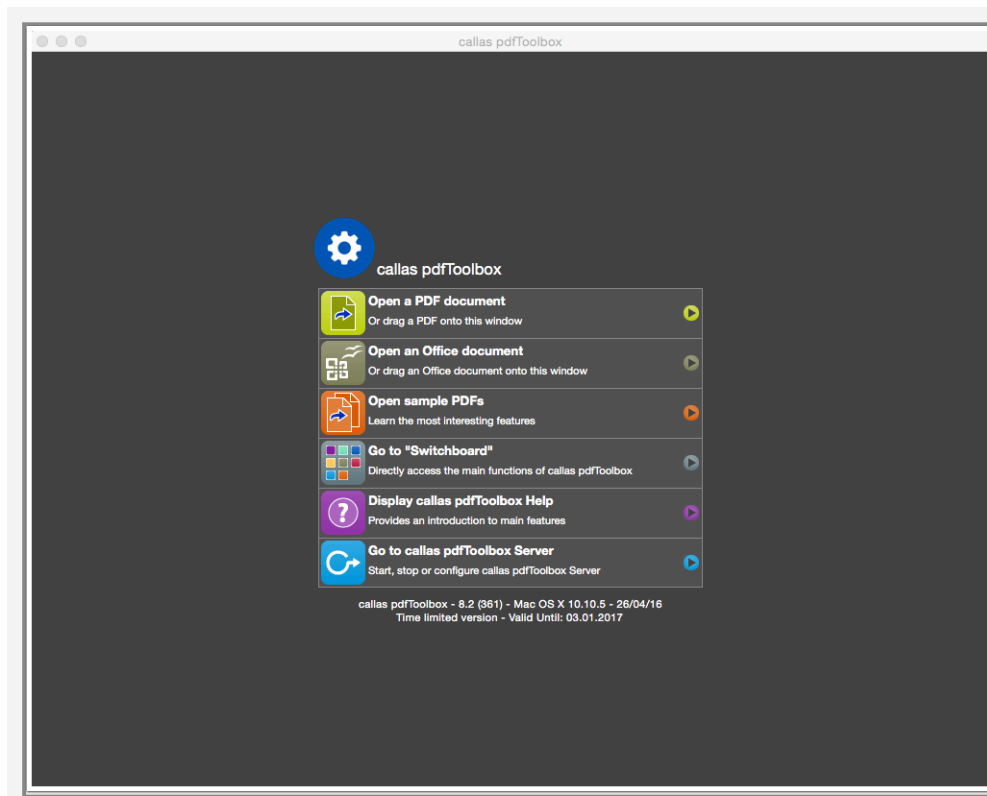 callas pdfToolbox
callas pdfToolbox
Open a PDF document
Or drag a PDF onto this window
Open an Office document
Or drag an Office document onto this window
Open sample PDFs
Learn the most interesting features
Go to "Switchboard"
Directly access the main functions of callas pdfToolbox
Display callas pdfToolbox Help
Provides an introduction to main features
Go to callas pdfToolbox Server
Start, stop or configure callas pdfToolbox Server
callas pdfToolbox - 8.2 (361) - Mac OS X 10.10.5 - 26/04/16
Time limited version - Valid Until: 03.01.2017